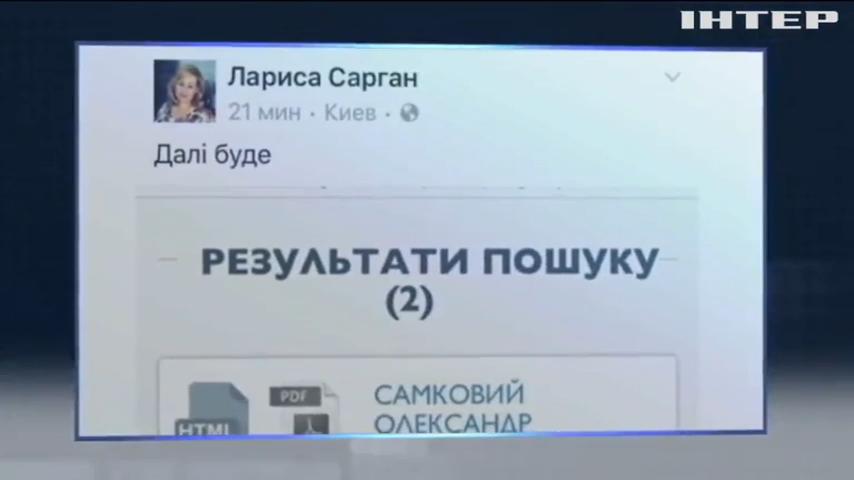 ІНТЕР
Лариса Сарган
21 мин · Киев ·
Далі буде
РЕЗУЛЬТАТИ ПОШУКУ
(2)
САМКОВИЙ
ОЛЕКСАНДР
HTML
PDF